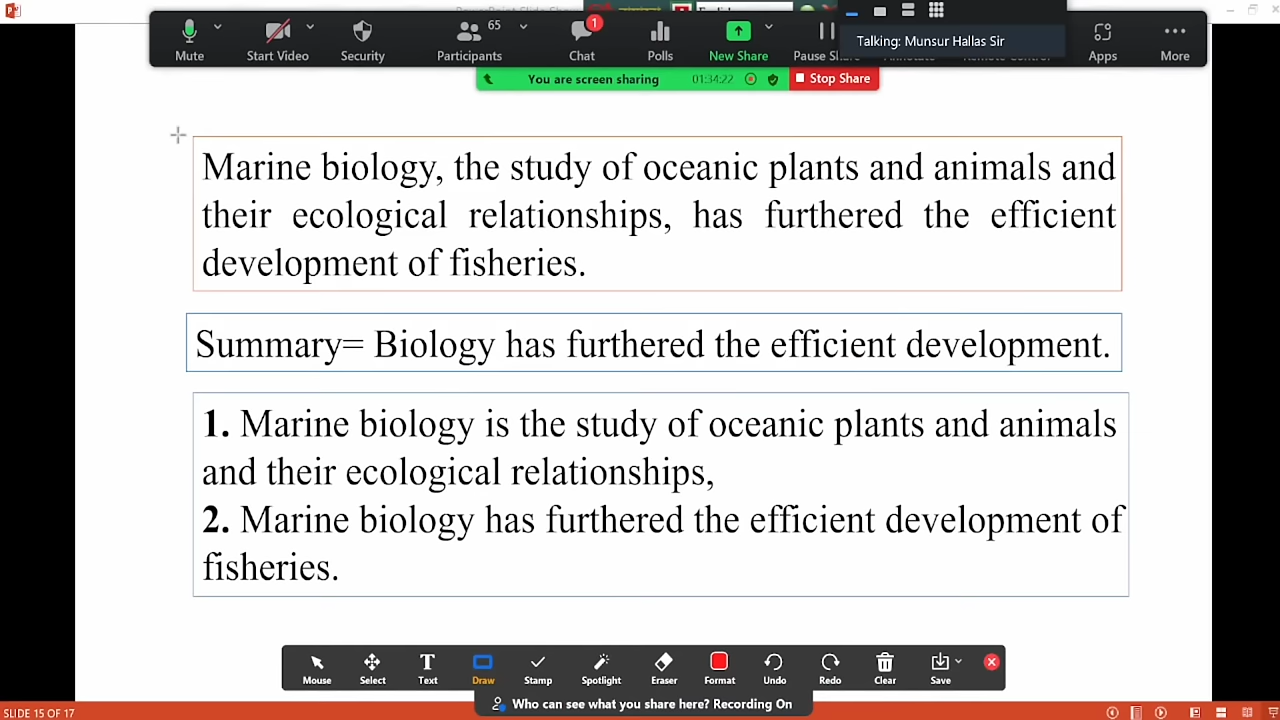 65
1
Talking: Munsur Hallas Sir
Mute
Start Video
Security
Participants
Chat
Polls
New Share
Apps
More
You are screen sharing
01:34:22
Stop Share
Marine biology, the study of oceanic plants and animals and
their ecological relationships, has furthered the efficient
development of fisheries.
Summary= Biology has furthered the efficient development.
1. Marine biology is the study of oceanic plants and animals
and their ecological relationships,
2. Marine biology has furthered the efficient development of
fisheries.
Mouse
Select
Text
Draw
Stamp
Spotlight
Eraser
Format
Undo
Redo
Clear
Save
Who can see what you share here? Recording On
SLIDE 15 OF 17